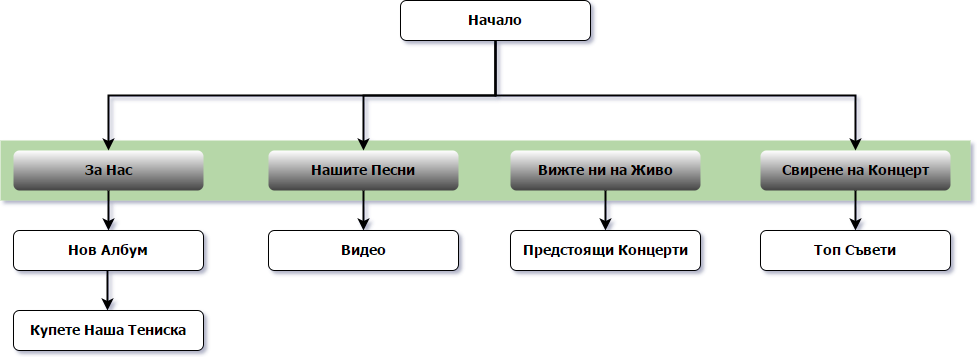 Начало
За Нас
Нашите Песни
Вижте ни на Живо
Свирене на Концерт
Нов Албум
Видео
Предстоящи Концерти
Топ Съвети
Купете Наша Тениска